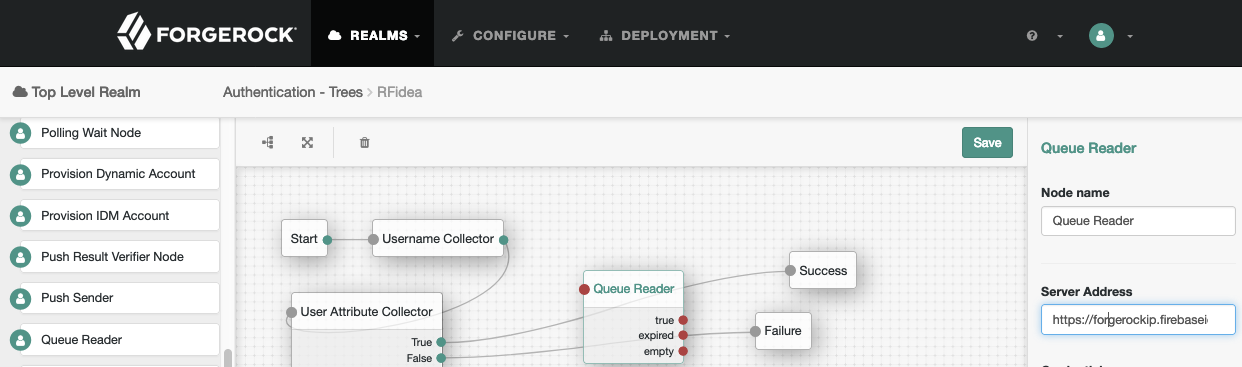 FORGEROCK
REALMS
CONFIGURE
DEPLOYMENT
Top Level Realm
Authentication - Trees > RFidea
Polling Wait Node
Provision Dynamic Account
Provision IDM Account
Push Result Verifier Node
Push Sender
Queue Reader
Save
Start
Username Collector
User Attribute Collector
True
False
Queue Reader
true
expired
empty
Success
Failure
Queue Reader
Node name
Queue Reader
Server Address
https://forgerockip.firebasei